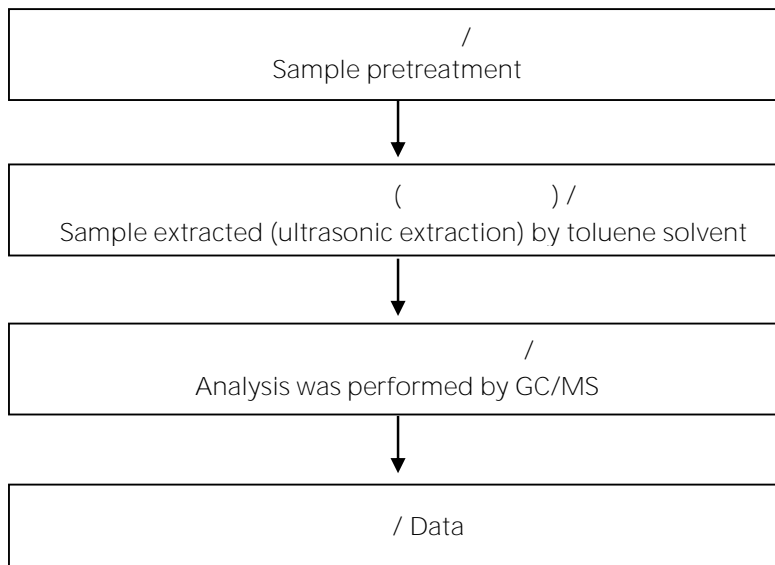 /
Sample pretreatment
( ) /
Sample extracted (ultrasonic extraction) by toluene solvent
/
Analysis was performed by GC/MS
/ Data